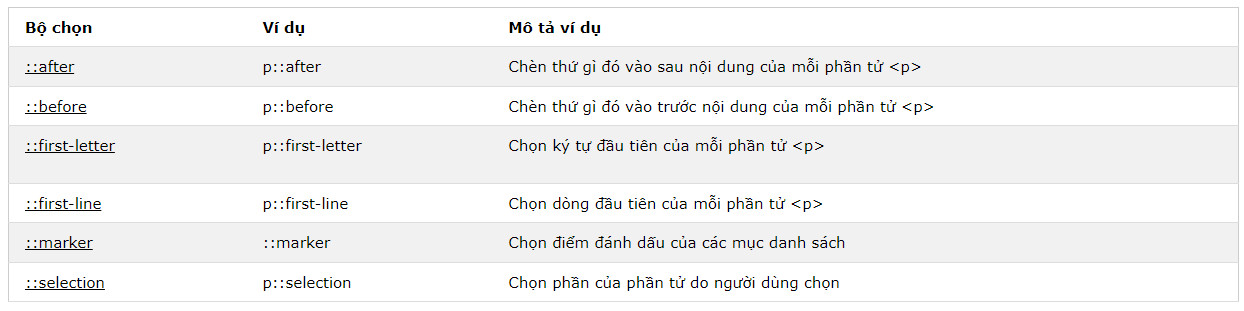 Bộ chọn Ví dụ Mô tả ví dụ
::after p::after Chèn thứ gì đó vào sau nội dung của mỗi phần tử <p>
::before p::before Chèn thứ gì đó vào trước nội dung của mỗi phần tử <p>
::first-letter p::first-letter Chọn ký tự đầu tiên của mỗi phần tử <p>
::first-line p::first-line Chọn dòng đầu tiên của mỗi phần tử <p>
::marker ::marker Chọn điểm đánh dấu của các mục danh sách
::selection p::selection Chọn phần của phần tử do người dùng chọn